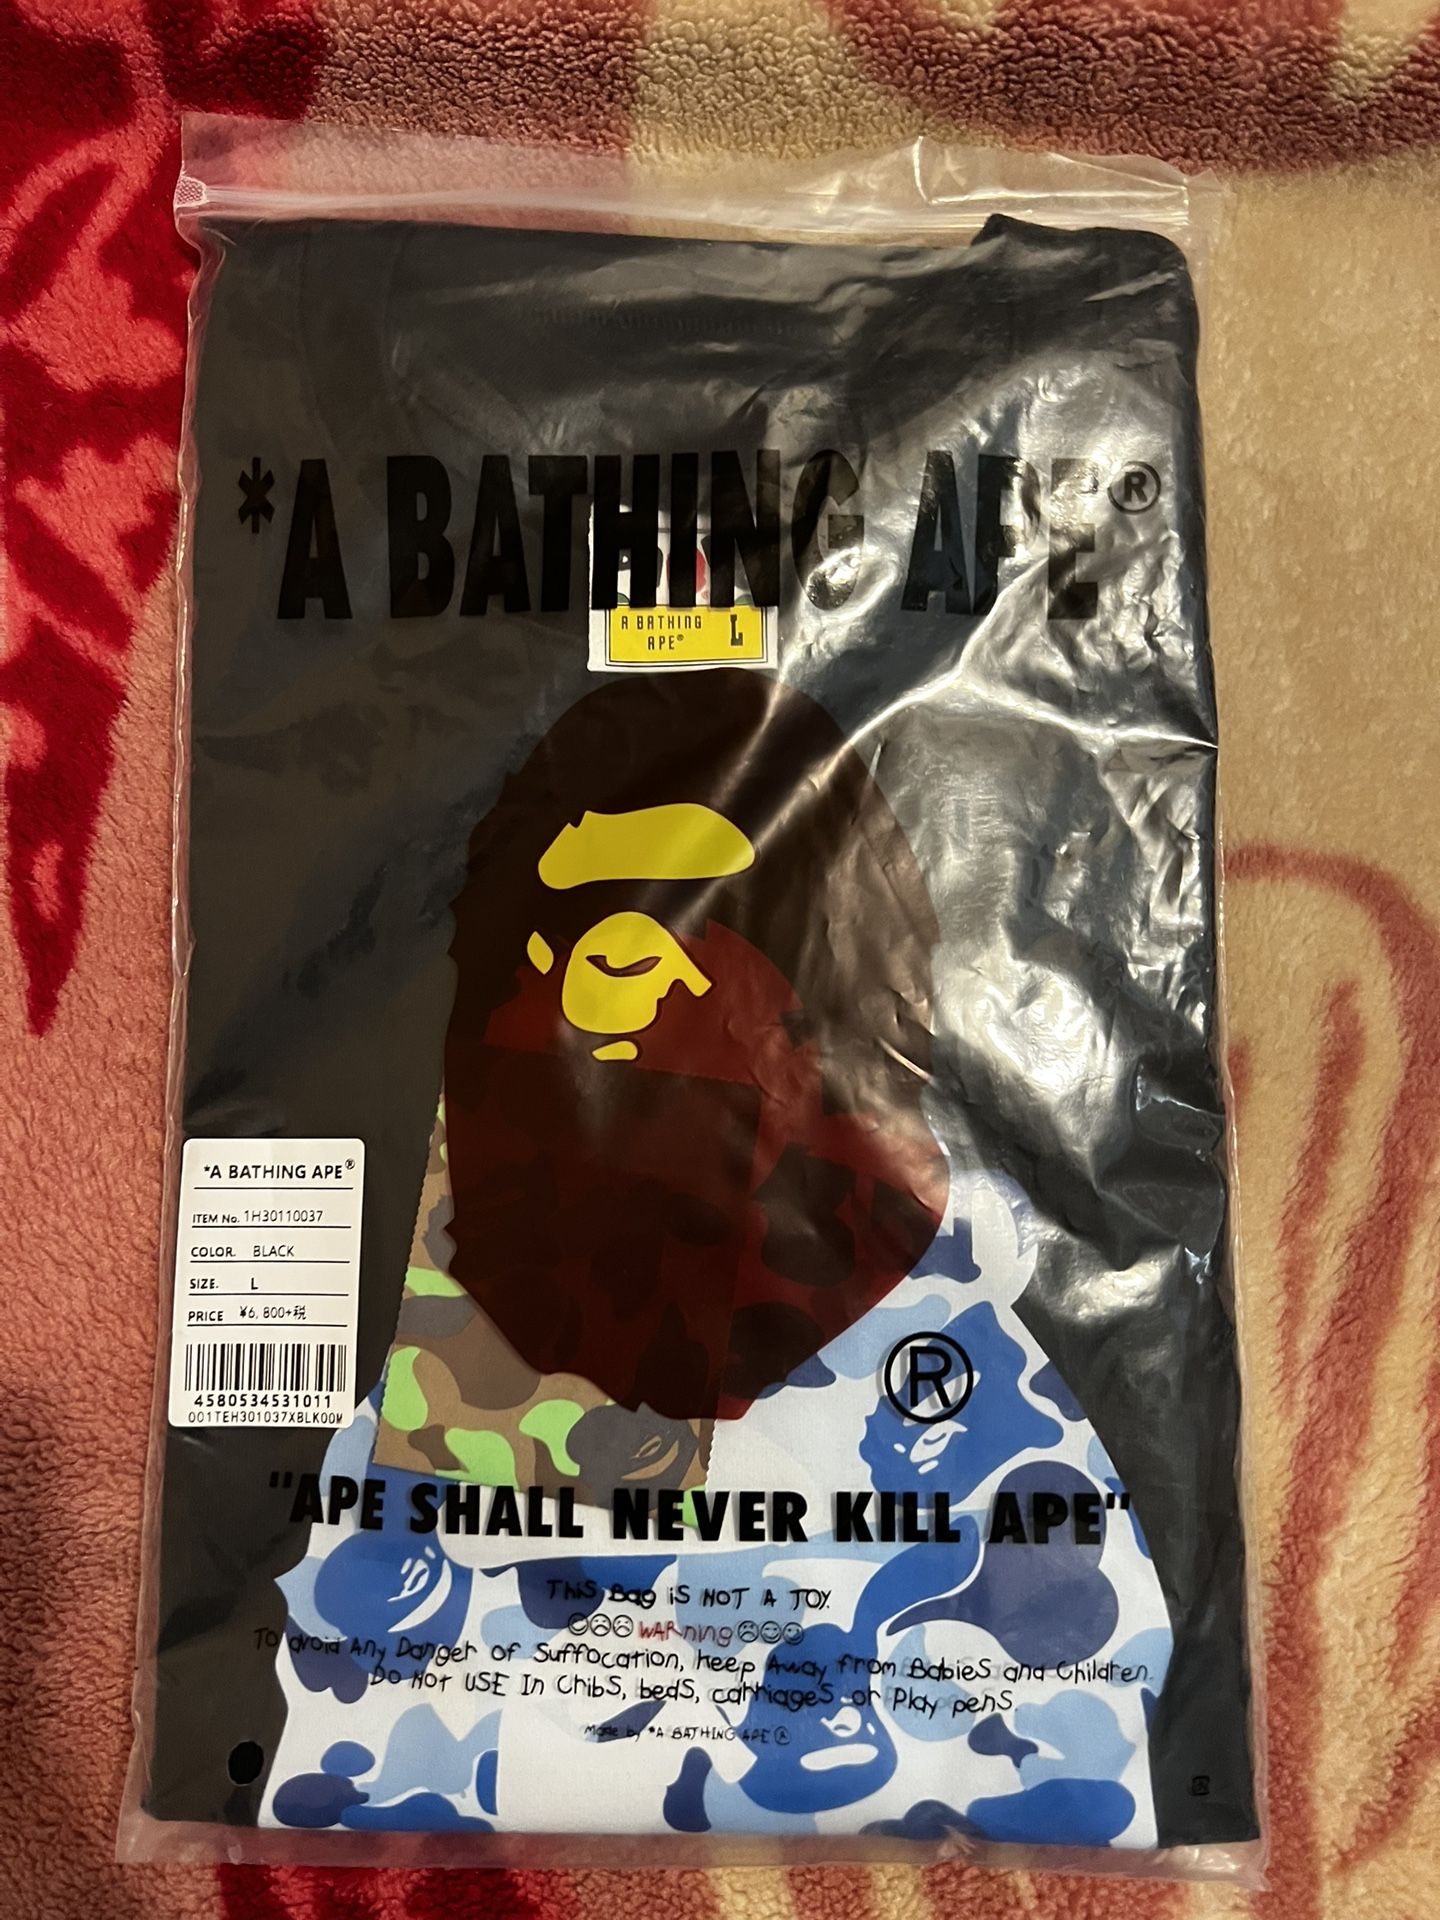 *A BATHING APE®
A BATHING
APE®
L
*A BATHING APE®
ITEM No. 1H30110037
COLOR. BLACK
SIZE. L
PRICE ¥6,800+税
4580534531011
001TEH301037XBLK00M
®
"APE SHALL NEVER KILL APE"
THiS Bag iS NOT A TOY.
WARning
To avoid Any Danger of Suffocation, keep Away from Babies and Children.
Do Not USE In Cribs, beds, carriages or Play pens.
Made by *A BATHING APE®